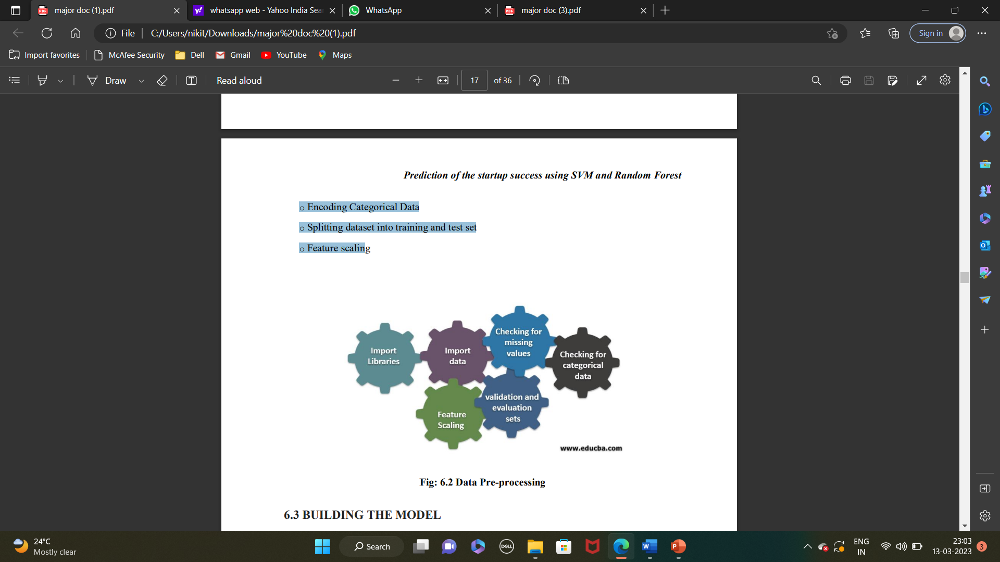 major doc (1).pdf
whatsapp web - Yahoo India Sea
WhatsApp
major doc (3).pdf
File
C:/Users/nikit/Downloads/major%20doc%20(1).pdf
Sign in
Import favorites
McAfee Security
Dell
Gmail
YouTube
Maps
Draw
Read aloud
17
of 36
Prediction of the startup success using SVM and Random Forest
o Encoding Categorical Data
o Splitting dataset into training and test set
o Feature scaling
Import
Libraries
Import
data
Checking for
missing
values
Checking for
categorical
data
Feature
Scaling
validation and
evaluation
sets
www.educba.com
Fig: 6.2 Data Pre-processing
6.3 BUILDING THE MODEL
24°C
Mostly clear
Search
DELL
ENG
IN
23:03
13-03-2023
3